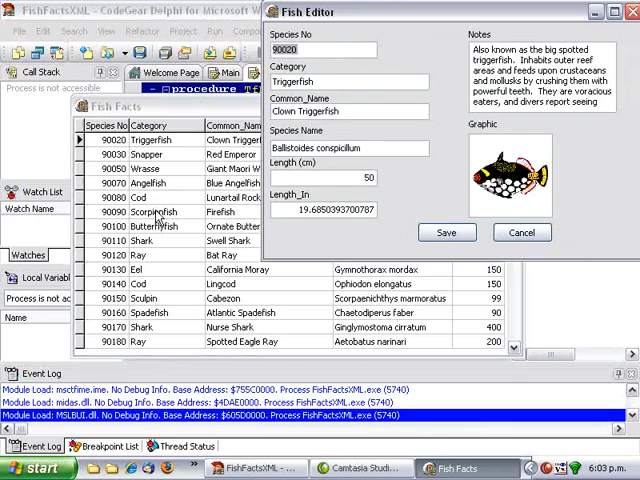 FishFactsXML - CodeGear Delphi f
File Edit Search View Refactor Project Run Component
Call Stack
Process is not accessible
Welcome Page
Main
procedure Tf
Watch List
Watch Name
Watches
Local Variabl
Process is not a
Name
Fish Facts
Species No Category Common_Name
90020 Triggerfish Clown Trigger
90030 Snapper Red Emperor
90050 Wrasse Giant Maori W
90070 Angelfish Blue Angelfish
90080 Cod Lunartail Rock
90090 Scorpionfish Firefish
90100 Butterflyfish Ornate Butter
90110 Shark Swell Shark
90120 Ray Bat Ray
90130 Eel California Moray Gymnothorax mordax 150
90140 Cod Lingcod Ophiodon elongatus 150
90150 Sculpin Cabezon Scorpaenichthys marmoratus 99
90160 Spadefish Atlantic Spadefish Chaetodiperus faber 90
90170 Shark Nurse Shark Ginglymostoma cirratum 400
90180 Ray Spotted Eagle Ray Aetobatus narinari 200
Fish Editor
Species No
90020
Category
Triggerfish
Common_Name
Clown Triggerfish
Species Name
Ballistoides conspicillum
Length (cm)
50
Length_In
19.6850393700787
Notes
Also known as the big spotted
triggerfish. Inhabits outer reef
areas and feeds upon crustaceans
and mollusks by crushing them with
powerful teeth. They are voracious
eaters, and divers report seeing
Graphic
Save
Cancel
Event Log
Module Load: msctfime.ime. No Debug Info. Base Address: $755C0000. Process FishFactsXML.exe (5740)
Module Load: midas.dll. No Debug Info. Base Address: $4DAE0000. Process FishFactsXML.exe (5740)
Module Load: MSLBUI.dll. No Debug Info. Base Address: $605D0000. Process FishFactsXML.exe (5740)
Event Log
Breakpoint List
Thread Status
start
FishFactsXML - ...
Camtasia Studi...
Fish Facts
6:03 p.m.